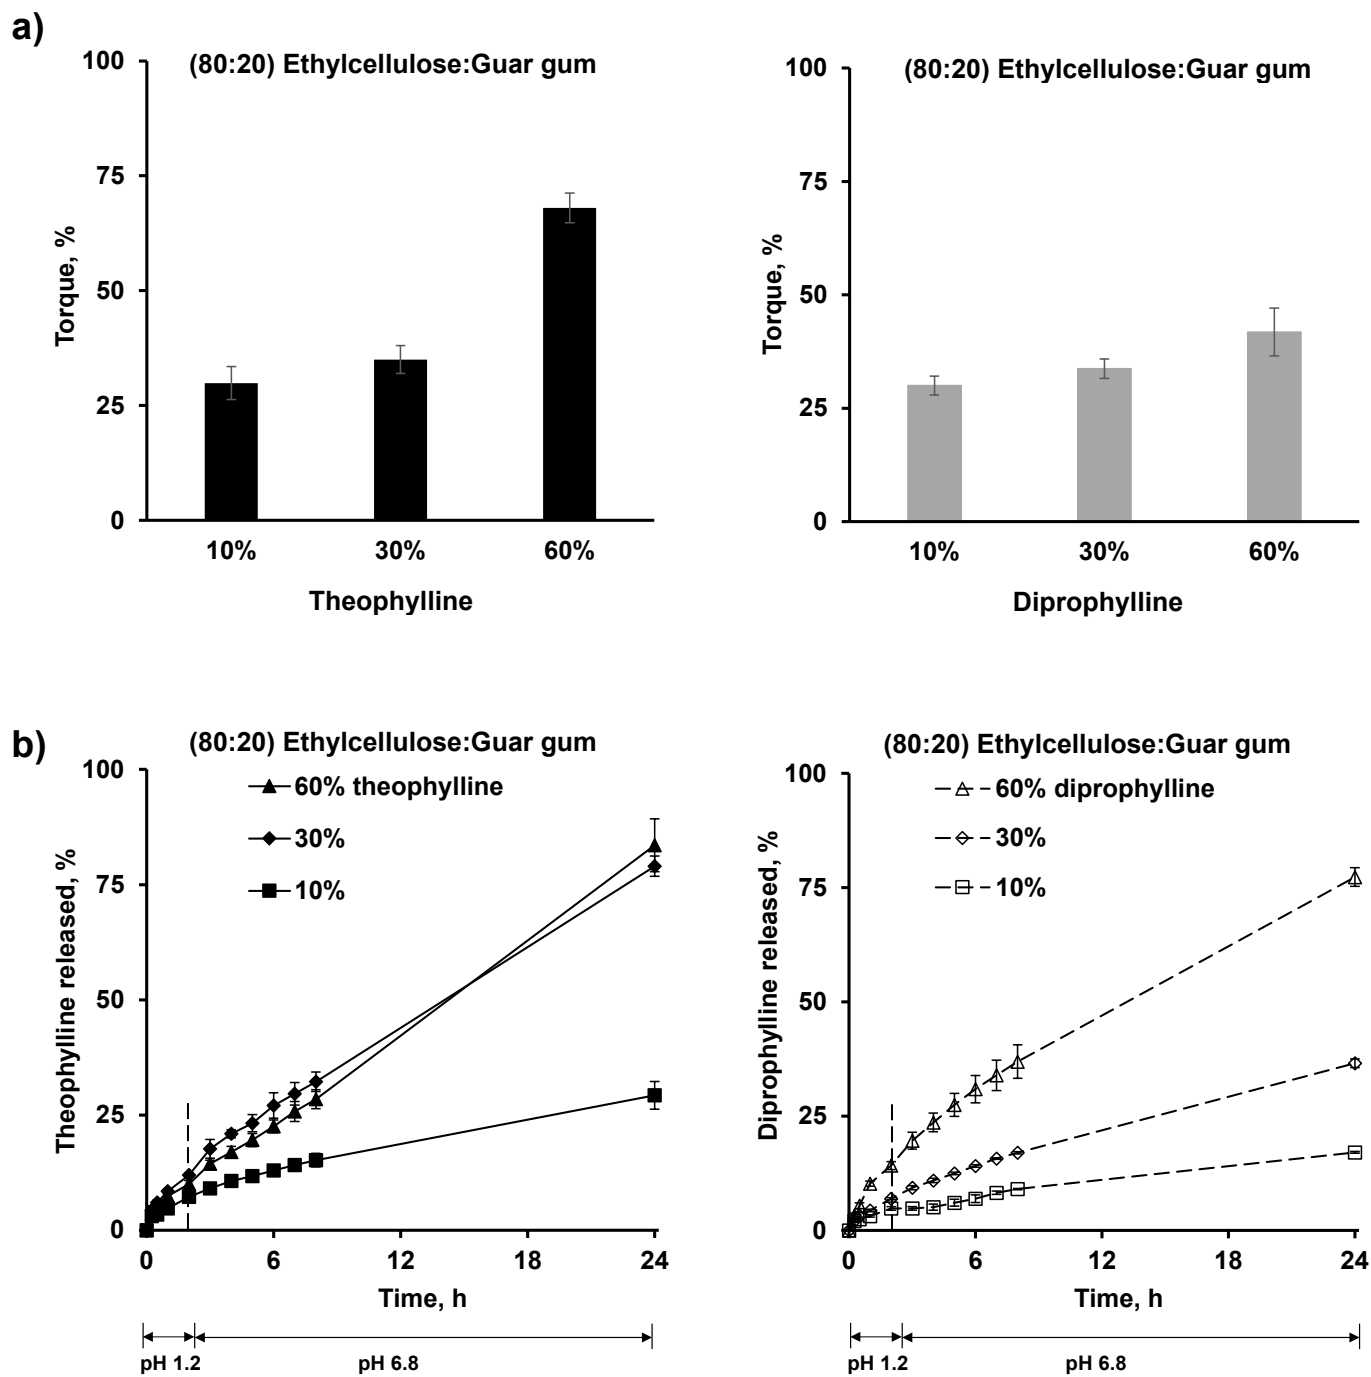 a)
(80:20) Ethylcellulose:Guar gum
100
75
50
25
0
Torque, %
10% 30% 60%
Theophylline
(80:20) Ethylcellulose:Guar gum
100
75
50
25
0
Torque, %
10% 30% 60%
Diprophylline
b)
(80:20) Ethylcellulose:Guar gum
60% theophylline
30%
10%
100
75
50
25
0
Theophylline released, %
0 6 12 18 24
Time, h
pH 1.2 pH 6.8
(80:20) Ethylcellulose:Guar gum
60% diprophylline
30%
10%
100
75
50
25
0
Diprophylline released, %
0 6 12 18 24
Time, h
pH 1.2 pH 6.8